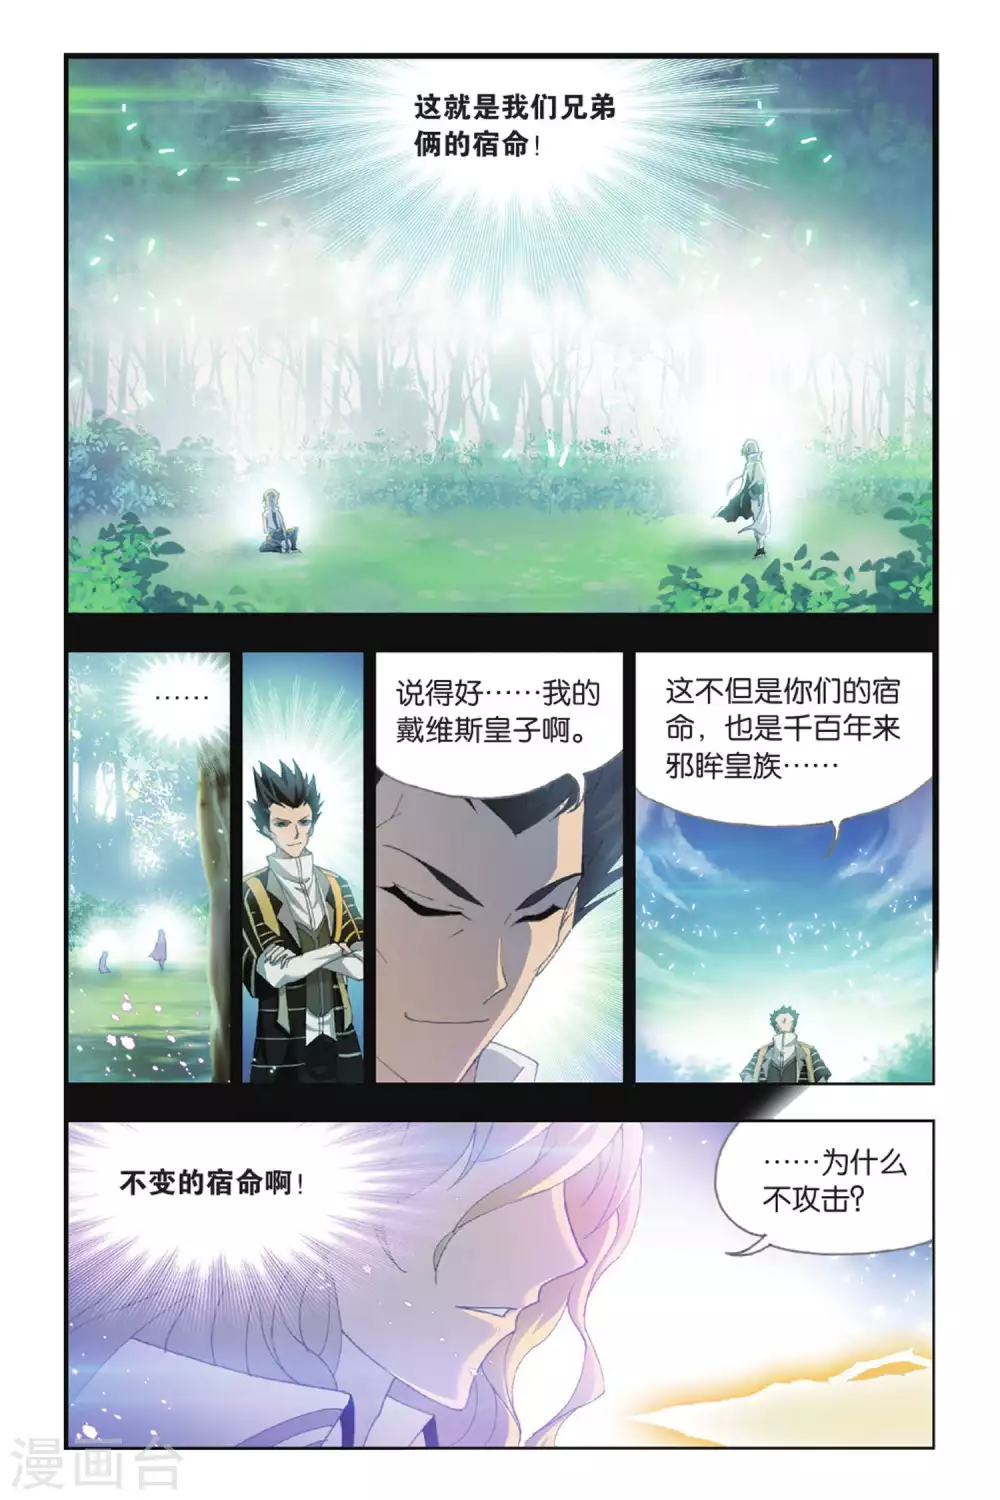 这就是我们兄弟
俩的宿命！
……
说得好……我的
戴维斯皇子啊。
这不但是你们的宿
命，也是千百年来
邪眸皇族……
不变的宿命啊！
……为什么
不攻击？
漫画台